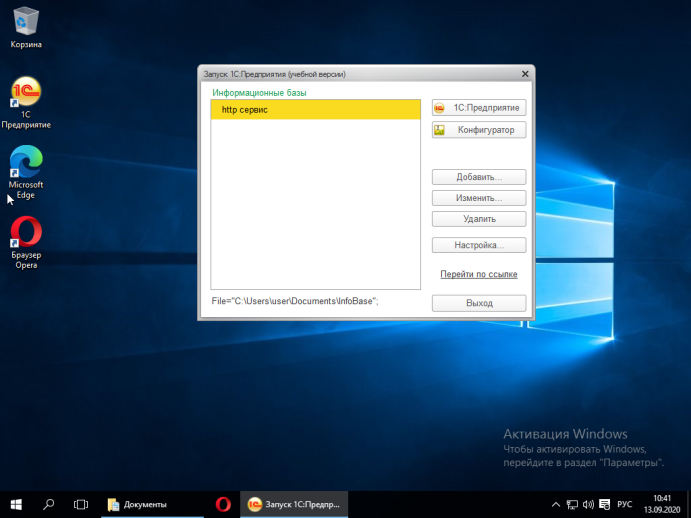 Корзина
1С
Предприятие
Microsoft
Edge
Браузер
Opera
Запуск 1С:Предприятия (учебной версии)
Информационные базы
http сервис
1С:Предприятие
Конфигуратор
Добавить...
Изменить...
Удалить
Настройка...
Перейти по ссылке
Выход
File="C:\Users\user\Documents\InfoBase";
Активация Windows
Чтобы активировать Windows,
перейдите в раздел "Параметры".
Документы
Запуск 1С:Предпр...
РУС
10:41
13.09.2020